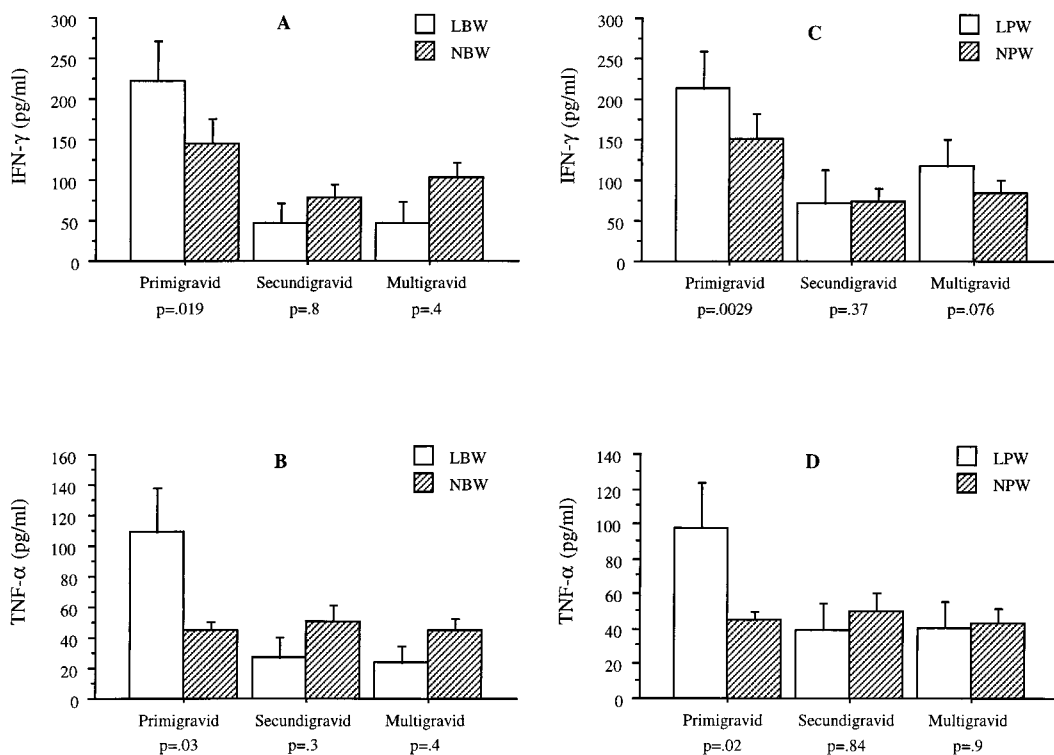 A
LBW
NBW
IFN-γ (pg/ml)
300
250
200
150
100
50
0
Primigravid Secundigravid Multigravid
p=.019 p=.8 p=.4
C
LPW
NPW
IFN-γ (pg/ml)
300
250
200
150
100
50
0
Primigravid Secundigravid Multigravid
p=.0029 p=.37 p=.076
B
LBW
NBW
TNF-α (pg/ml)
160
140
120
100
80
60
40
20
0
Primigravid Secundigravid Multigravid
p=.03 p=.3 p=.4
D
LPW
NPW
TNF-α (pg/ml)
140
120
100
80
60
40
20
0
Primigravid Secundigravid Multigravid
p=.02 p=.84 p=.9